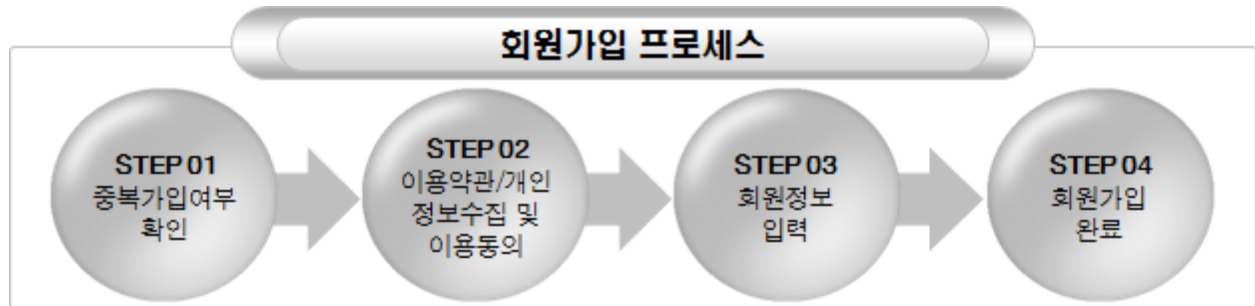 회원가입 프로세스
STEP 01
중복가입여부
확인
STEP 02
이용약관/개인
정보수집 및
이용동의
STEP 03
회원정보
입력
STEP 04
회원가입
완료